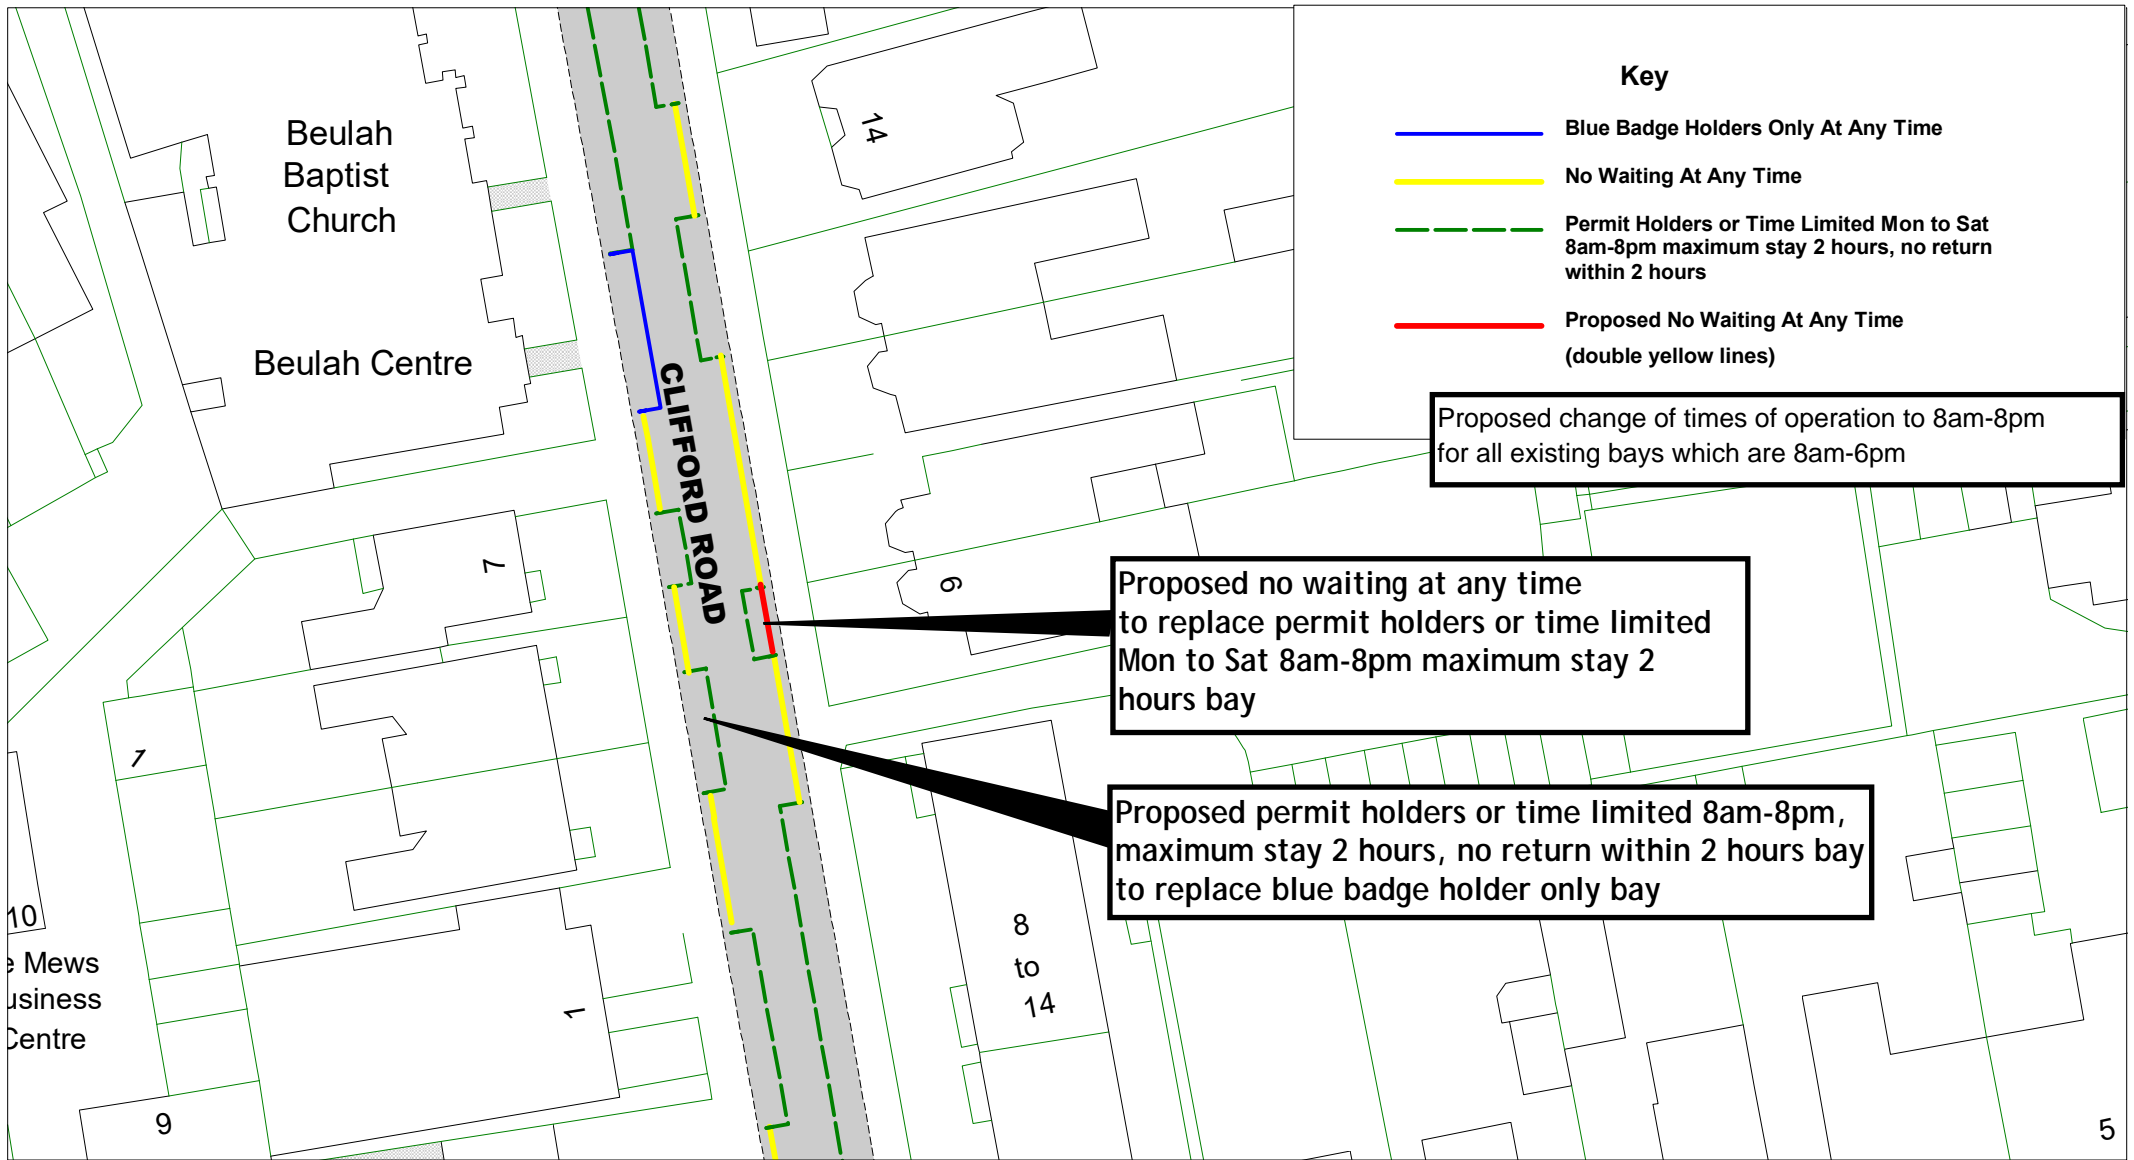 Key
Blue Badge Holders Only At Any Time
No Waiting At Any Time
Permit Holders or Time Limited Mon to Sat
8am-8pm maximum stay 2 hours, no return
within 2 hours
Proposed No Waiting At Any Time
(double yellow lines)
Proposed change of times of operation to 8am-8pm
for all existing bays which are 8am-6pm
Beulah
Baptist
Church
Beulah Centre
14
CLIFFORD ROAD
7
6
Proposed no waiting at any time
to replace permit holders or time limited
Mon to Sat 8am-8pm maximum stay 2
hours bay
1
Proposed permit holders or time limited 8am-8pm,
maximum stay 2 hours, no return within 2 hours bay
to replace blue badge holder only bay
10
e Mews
usiness
Centre
8
to
14
1
9
5